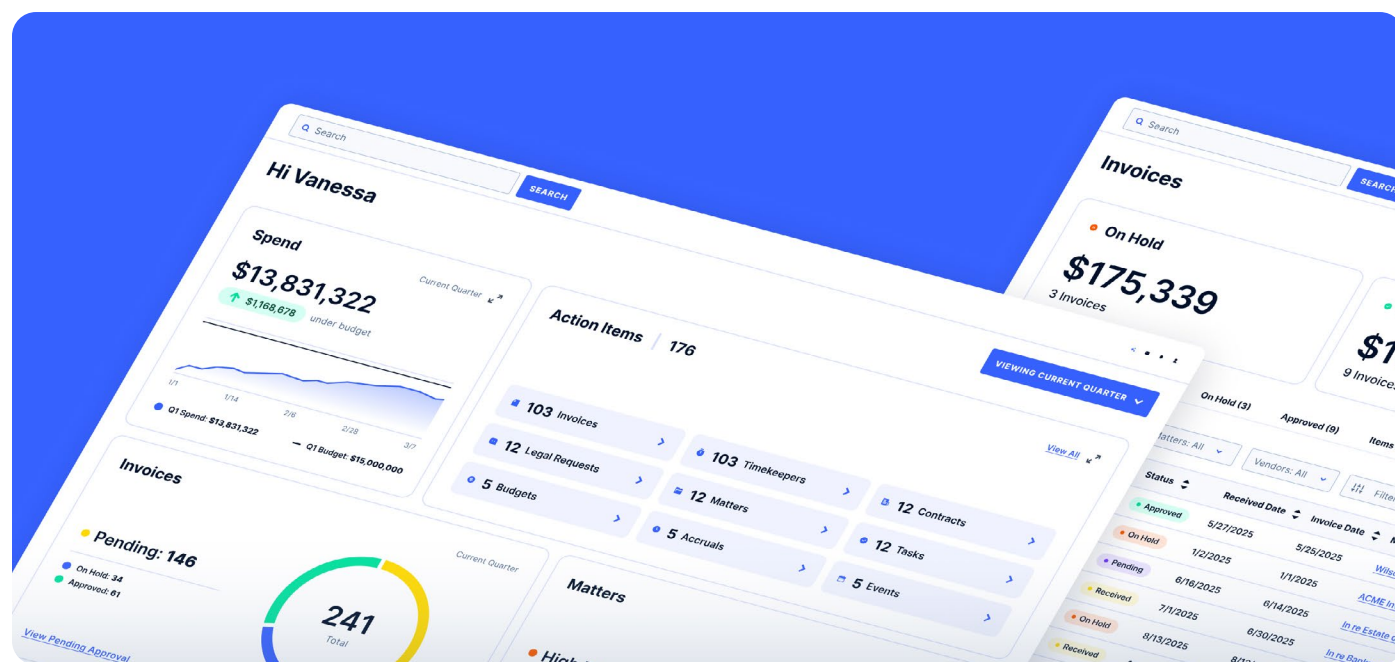 Search
SEARCH
Hi Vanessa
Spend
Current Quarter
$13,831,322
$1,168,678 under budget
1/1
1/14
2/6
2/28
3/7
Q1 Spend: $13,831,322
Q1 Budget: $15,000,000
Action Items | 176
VIEWING CURRENT QUARTER
View All
103 Invoices
103 Timekeepers
12 Contracts
12 Legal Requests
12 Matters
12 Tasks
5 Budgets
5 Accruals
5 Events
Invoices
Current Quarter
Pending: 146
On Hold: 34
Approved: 61
241
Total
View Pending Approval
Matters
High
Search
SEARCH
Invoices
On Hold
$175,339
3 Invoices
$1
9 Invoices
On Hold (3)
Approved (9)
Items
Matters: All
Vendors: All
Filter
Status
Received Date
Invoice Date
Approved
5/27/2025
5/25/2025
On Hold
1/2/2025
1/1/2025
ACME In
Pending
6/16/2025
6/14/2025
In re Estate
Received
7/1/2025
6/30/2025
In re Bank
On Hold
8/13/2025
Received